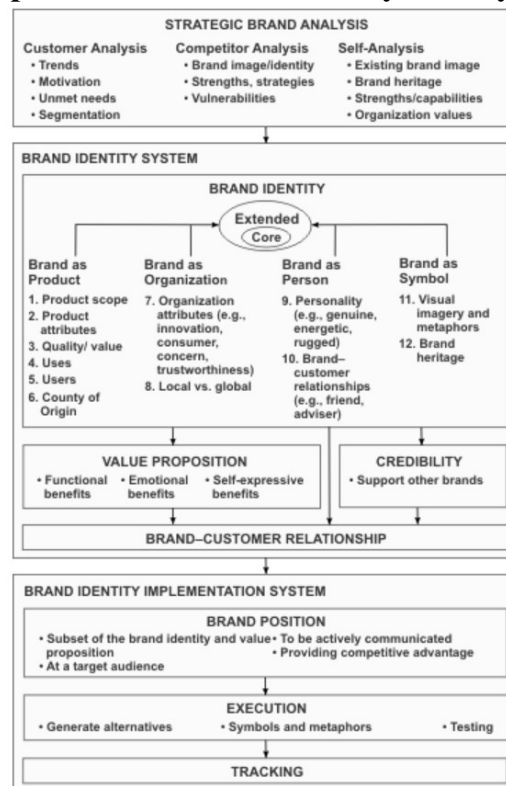 STRATEGIC BRAND ANALYSIS
Customer Analysis
• Trends
• Motivation
• Unmet needs
• Segmentation
Competitor Analysis
• Brand image/identity
• Strengths, strategies
• Vulnerabilities
Self-Analysis
• Existing brand image
• Brand heritage
• Strengths/capabilities
• Organization values
BRAND IDENTITY SYSTEM
BRAND IDENTITY
Extended
Core
Brand as
Product
1. Product scope
2. Product
attributes
3. Quality/ value
4. Uses
5. Users
6. County of
Origin
Brand as
Organization
7. Organization
attributes (e.g.,
innovation,
consumer,
concern,
trustworthiness)
8. Local vs. global
Brand as
Person
9. Personality
(e.g., genuine,
energetic,
rugged)
10. Brand–
customer
relationships
(e.g., friend,
adviser)
Brand as
Symbol
11. Visual
imagery and
metaphors
12. Brand
heritage
VALUE PROPOSITION
• Functional
benefits
• Emotional
benefits
• Self-expressive
benefits
CREDIBILITY
• Support other brands
BRAND–CUSTOMER RELATIONSHIP
BRAND IDENTITY IMPLEMENTATION SYSTEM
BRAND POSITION
• Subset of the brand identity and value
proposition
• At a target audience
• To be actively communicated
• Providing competitive advantage
EXECUTION
• Generate alternatives
• Symbols and metaphors
• Testing
TRACKING